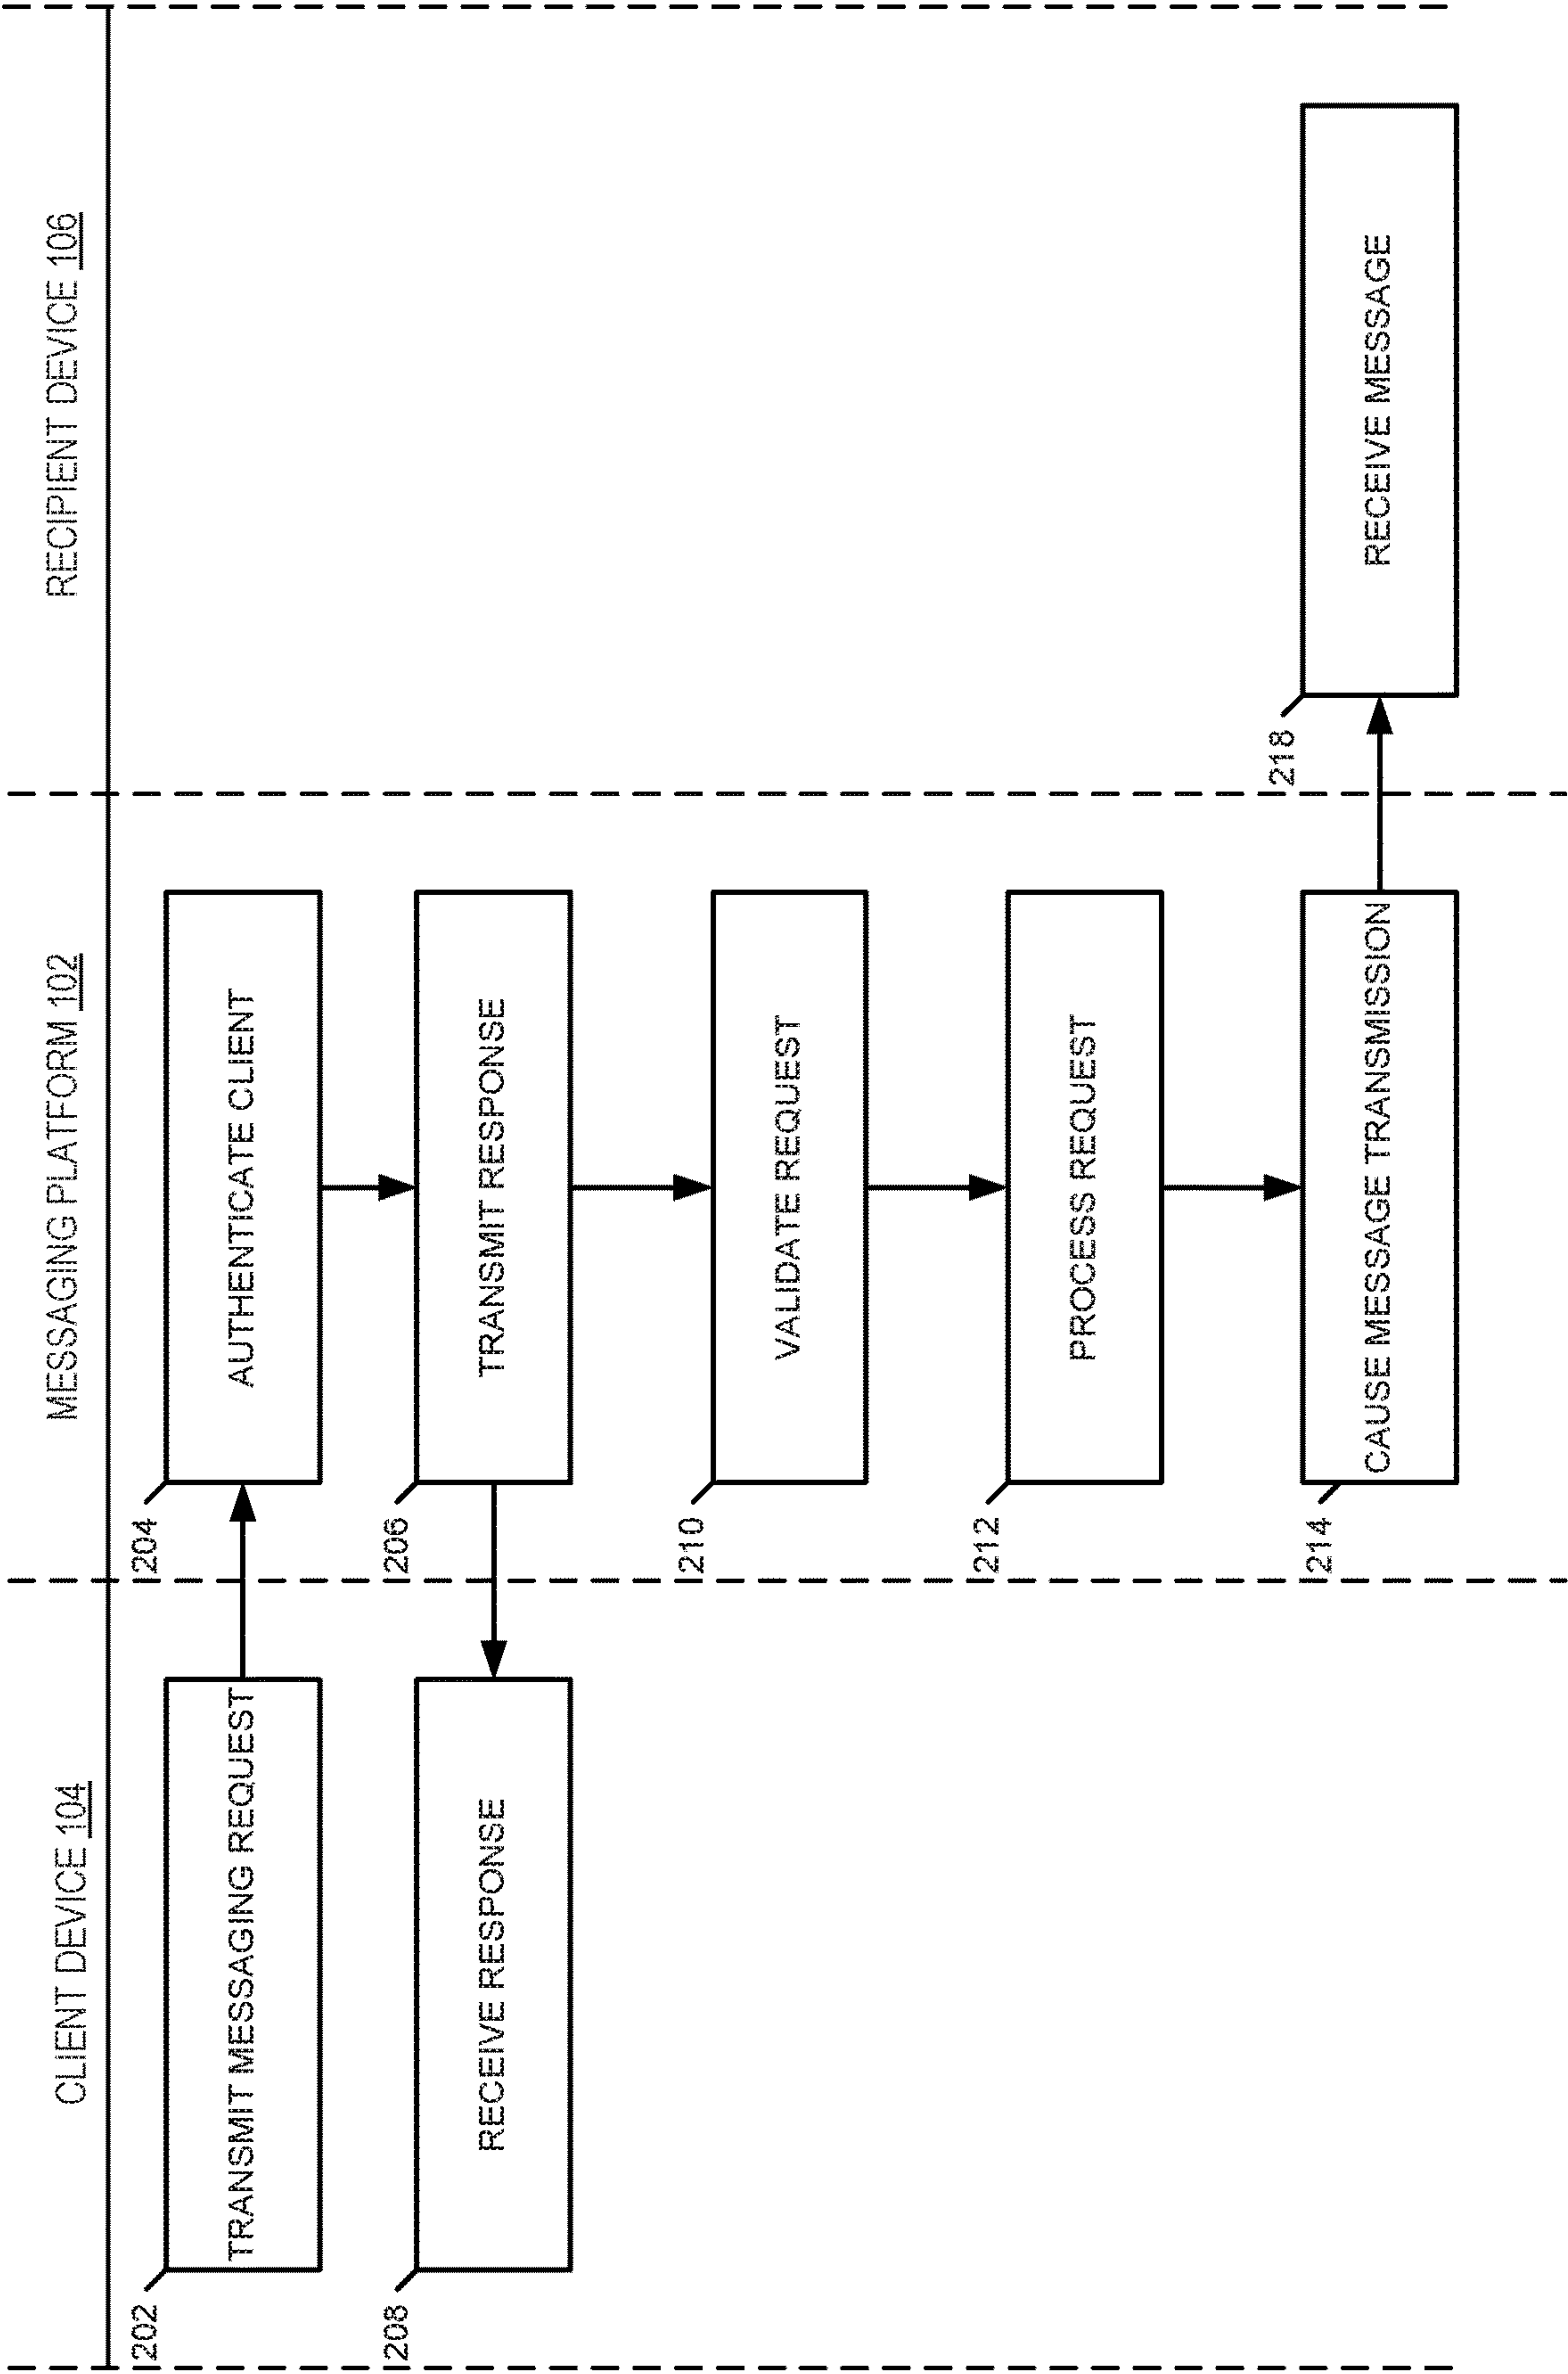 CLIENT DEVICE 104
MESSAGING PLATFORM 102
RECIPIENT DEVICE 106
202
TRANSMIT MESSAGING REQUEST
204
AUTHENTICATE CLIENT
208
RECEIVE RESPONSE
206
TRANSMIT RESPONSE
210
VALIDATE REQUEST
212
PROCESS REQUEST
214
CAUSE MESSAGE TRANSMISSION
218
RECEIVE MESSAGE